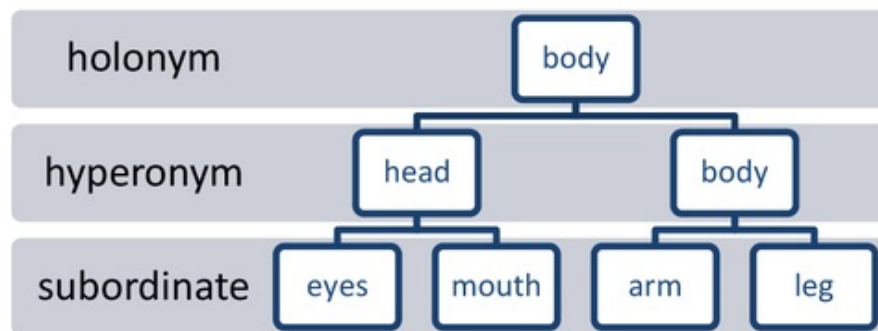 holonym body
hyperonym head body
subordinate eyes mouth arm leg